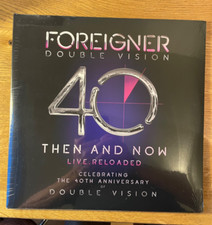 FOREIGNER
DOUBLE VISION
40
THEN AND NOW
LIVE RELOADED
CELEBRATING
THE 40TH ANNIVERSARY
OF
DOUBLE VISION